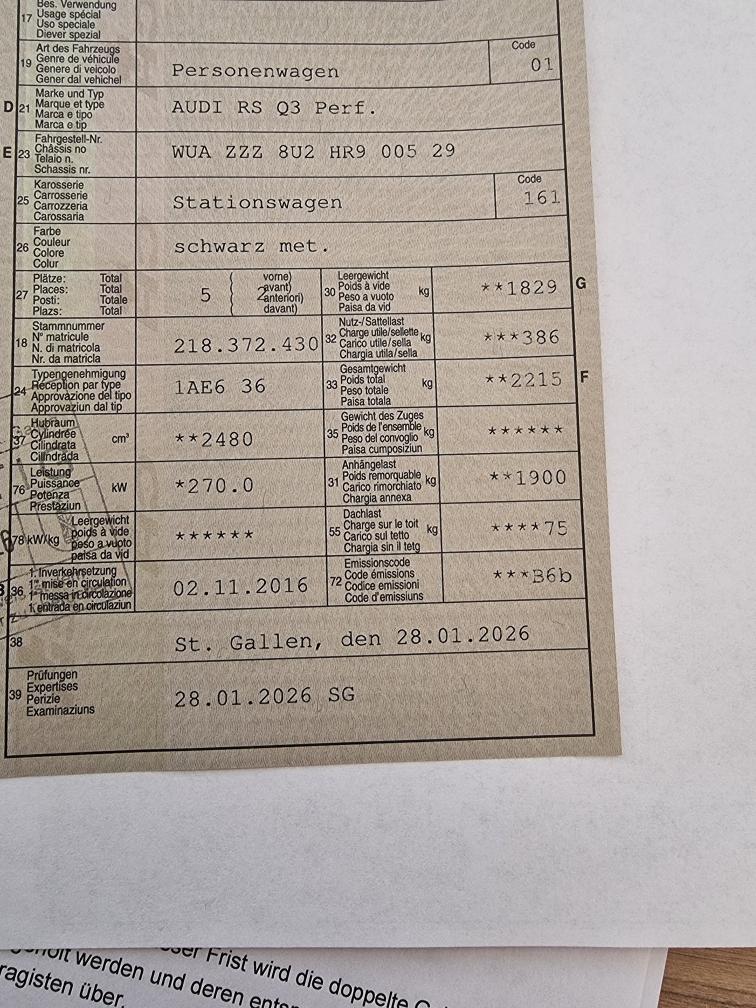 Bes. Verwendung
17 Usage spécial
Uso speciale
Diever spezial
Art des Fahrzeugs
19 Genre de véhicule
Genere di veicolo
Gener dal vehichel
Personenwagen
Code
01
Marke und Typ
D 21 Marque et type
Marca e tipo
Marca e tip
AUDI RS Q3 Perf.
Fahrgestell-Nr.
E 23 Châssis no
Telaio n.
Schassis nr.
WUA ZZZ 8U2 HR9 005 29
Karosserie
25 Carrosserie
Carrozzeria
Carossaria
Stationswagen
Code
161
Farbe
26 Couleur
Colore
Colur
schwarz met.
Plätze: Total
27 Places: Total
Posti: Totale
Plazs: Total
5
vorne)
avant)
2 anteriori)
davant)
Leergewicht
30 Poids à vide kg
Peso a vuoto
Paisa da vid
**1829 G
Stammnummer
18 N° matricule
N. di matricola
Nr. da matricla
218.372.430
Nutz-/Sattellast
32 Charge utile/sellette kg
Carico utile/sella
Chargia utila/sella
***386
Typengenehmigung
24 Réception par type
Approvazione del tipo
Approvaziun dal tip
1AE6 36
Gesamtgewicht
33 Poids total kg
Peso totale
Paisa totala
**2215 F
Hubraum
37 Cylindrée cm³
Cilindrata
Cilindrada
**2480
Gewicht des Zuges
35 Poids de l'ensemble kg
Peso del convoglio
Paisa cumposiziun
******
Leistung
76 Puissance kW
Potenza
Prestaziun
*270.0
Anhängelast
31 Poids remorquable kg
Carico rimorchiato
Chargia annexa
**1900
Leergewicht
78 kW/kg poids à vide
peso a vuoto
paisa da vid
******
Dachlast
55 Charge sur le toit kg
Carico sul tetto
Chargia sin il tetg
****75
1. Inverkehrsetzung
36 1re mise en circulation
1a messa in circolazione
1. entrada en circulaziun
02.11.2016
Emissionscode
72 Code émissions
Codice emissioni
Code d'emissiuns
***B6b
38 St. Gallen, den 28.01.2026
Prüfungen
39 Expertises
Perizie
Examinaziuns
28.01.2026 SG
Frist wird die doppelte
werden und deren
ragisten über.